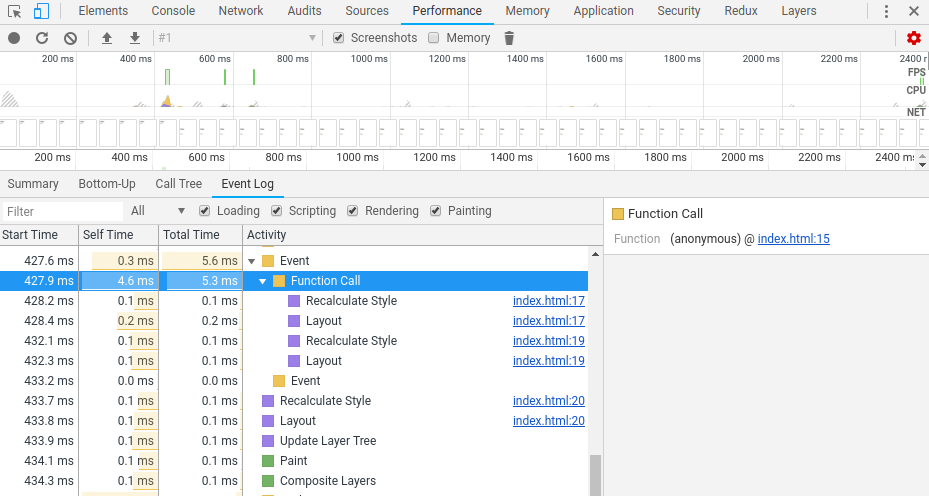 Elements Console Network Audits Sources Performance Memory Application Security Redux Layers
#1 Screenshots Memory
200 ms 400 ms 600 ms 800 ms 1000 ms 1200 ms 1400 ms 1600 ms 1800 ms 2000 ms 2200 ms 2400 r
FPS
CPU
NET
200 ms 400 ms 600 ms 800 ms 1000 ms 1200 ms 1400 ms 1600 ms 1800 ms 2000 ms 2200 ms 2400 ms
Summary Bottom-Up Call Tree Event Log
Filter All Loading Scripting Rendering Painting
Start Time Self Time Total Time Activity
427.6 ms 0.3 ms 5.6 ms Event
427.9 ms 4.6 ms 5.3 ms Function Call
428.2 ms 0.1 ms 0.1 ms Recalculate Style index.html:17
428.4 ms 0.2 ms 0.2 ms Layout index.html:17
432.1 ms 0.1 ms 0.1 ms Recalculate Style index.html:19
432.3 ms 0.1 ms 0.1 ms Layout index.html:19
433.2 ms 0.0 ms 0.0 ms Event
433.7 ms 0.1 ms 0.1 ms Recalculate Style index.html:20
433.8 ms 0.1 ms 0.1 ms Layout index.html:20
433.9 ms 0.1 ms 0.1 ms Update Layer Tree
434.1 ms 0.1 ms 0.1 ms Paint
434.3 ms 0.1 ms 0.1 ms Composite Layers
Function Call
Function (anonymous) @ index.html:15